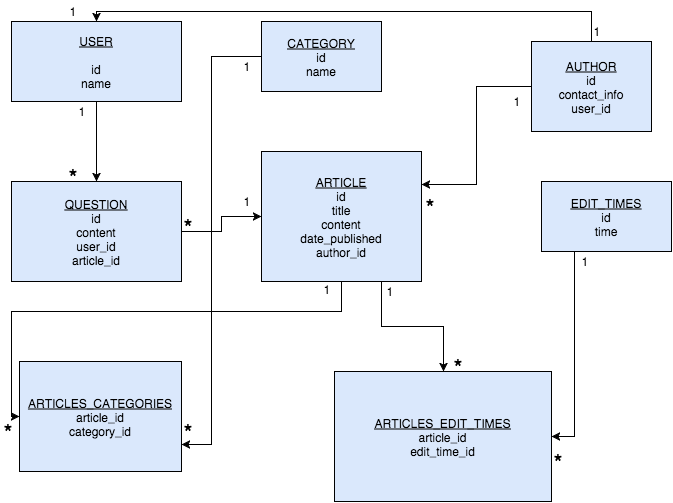 1
1
USER
id
name
CATEGORY
id
name
AUTHOR
id
contact_info
user_id
1
1
1
*
QUESTION
id
content
user_id
article_id
*
1
ARTICLE
id
title
content
date_published
author_id
*
EDIT_TIMES
id
time
1
1
1
*
ARTICLES_CATEGORIES
article_id
category_id
*
*
ARTICLES_EDIT_TIMES
article_id
edit_time_id
*